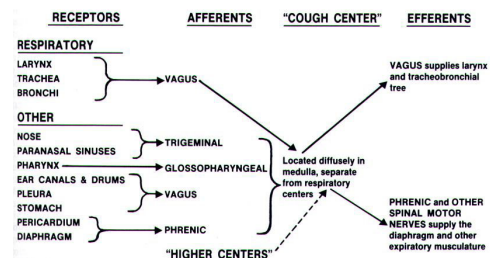 RECEPTORS AFFERENTS "COUGH CENTER" EFFERENTS
RESPIRATORY
LARYNX
TRACHEA
BRONCHI
VAGUS
VAGUS supplies larynx
and tracheobronchial
tree
OTHER
NOSE
PARANASAL SINUSES
TRIGEMINAL
PHARYNX
GLOSSOPHARYNGEAL
EAR CANALS & DRUMS
PLEURA
STOMACH
VAGUS
PERICARDIUM
DIAPHRAGM
PHRENIC
Located diffusely in
medulla, separate
from respiratory
centers
"HIGHER CENTERS"
PHRENIC and OTHER
SPINAL MOTOR
NERVES supply the
diaphragm and other
expiratory musculature